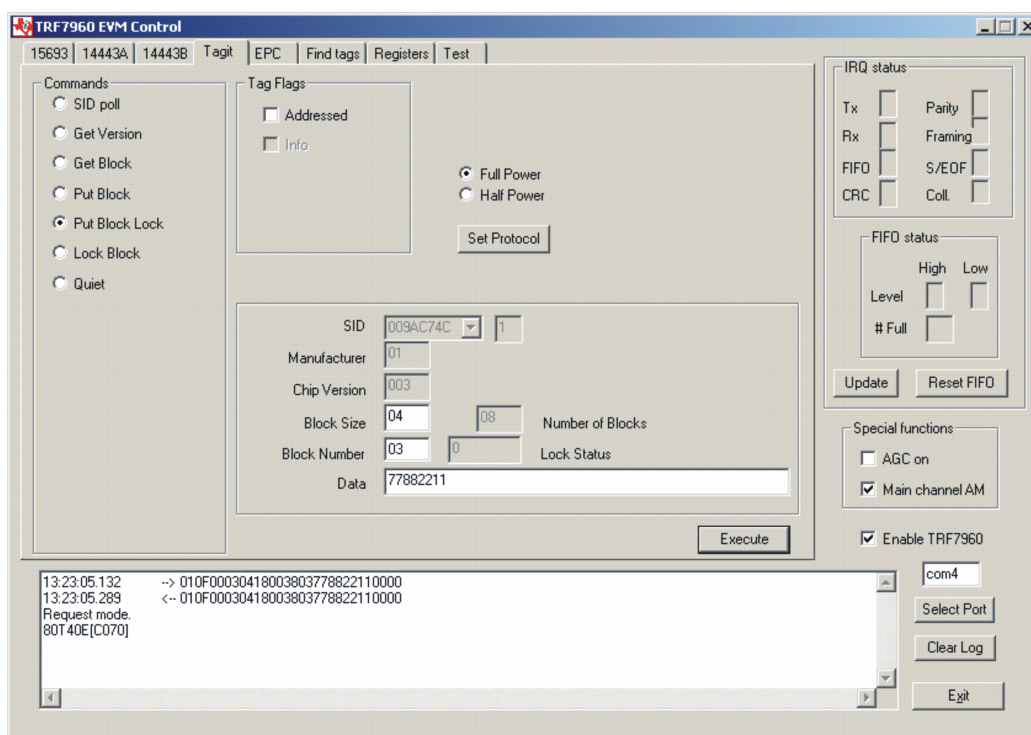 TRF7960 EVM Control
15693 14443A 14443B Tagit EPC Find tags Registers Test
Commands
SID poll
Get Version
Get Block
Put Block
Put Block Lock
Lock Block
Quiet
Tag Flags
Addressed
Info
Full Power
Half Power
Set Protocol
SID 009AC74C 1
Manufacturer 01
Chip Version 003
Block Size 04 08 Number of Blocks
Block Number 03 0 Lock Status
Data 77882211
Execute
IRQ status
Tx Parity
Rx Framing
FIFO S/EOF
CRC Coll.
FIFO status
High Low
Level
# Full
Update Reset FIFO
Special functions
AGC on
Main channel AM
Enable TRF7960
com4
Select Port
Clear Log
Exit
13:23:05.132 --> 010F00030418003803778822110000
13:23:05.289 <-- 010F00030418003803778822110000
Request mode.
80T40E[C070]